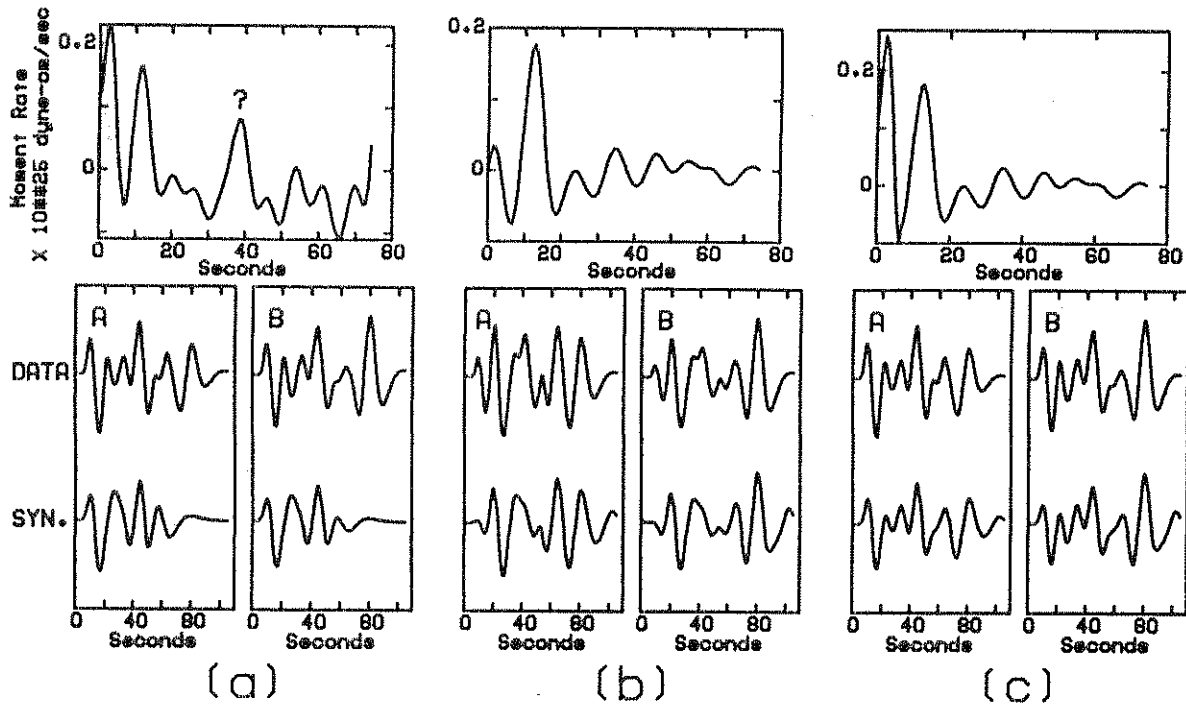 Moment Rate
X 10**25 dyne-cm/sec
0.2
0
?
0 20 40 60 80
Seconds
0.2
0
0 20 40 60 80
Seconds
0.2
0
0 20 40 60 80
Seconds
DATA
SYN.
A
B
0 40 80
0 40 80
Seconds
Seconds
(a)
A
B
0 40 80
0 40 80
Seconds
Seconds
(b)
A
B
0 40 80
0 40 80
Seconds
Seconds
(c)